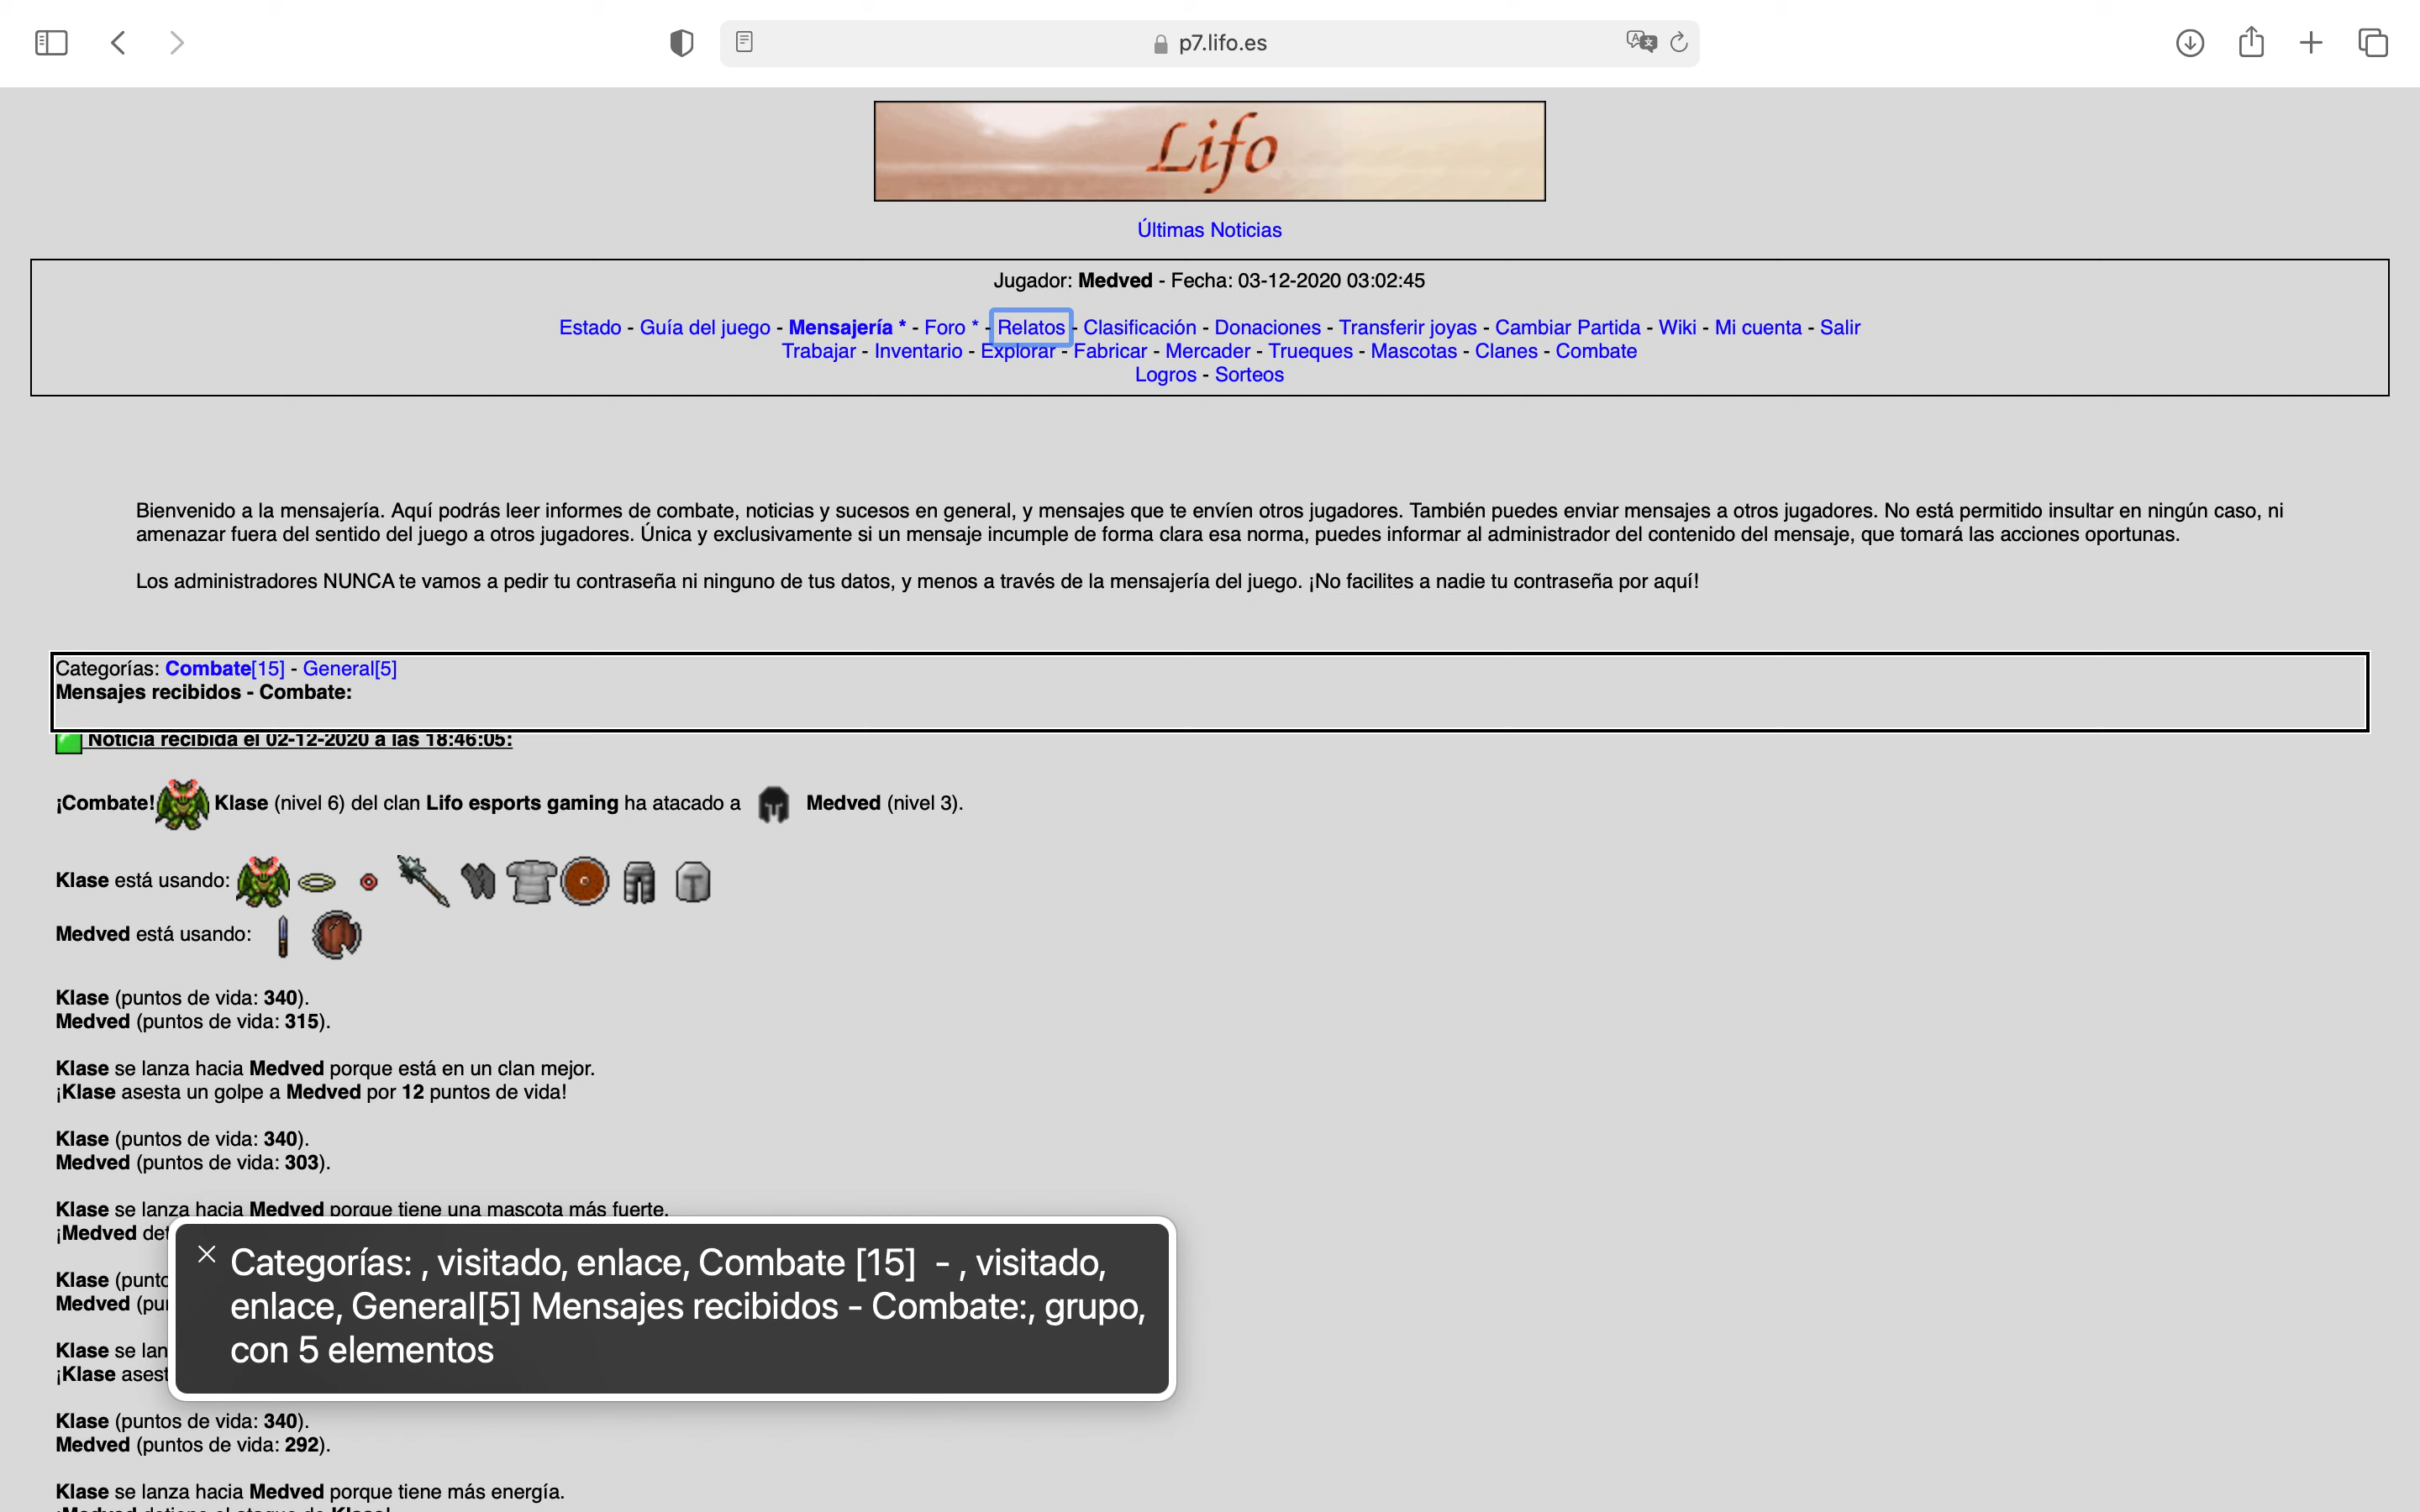 p7.lifo.es
Lifo
Últimas Noticias
Jugador: Medved - Fecha: 03-12-2020 03:02:45
Estado - Guía del juego - Mensajería * - Foro * - Relatos - Clasificación - Donaciones - Transferir joyas - Cambiar Partida - Wiki - Mi cuenta - Salir
Trabajar - Inventario - Explorar - Fabricar - Mercader - Trueques - Mascotas - Clanes - Combate
Logros - Sorteos
Bienvenido a la mensajería. Aquí podrás leer informes de combate, noticias y sucesos en general, y mensajes que te envíen otros jugadores. También puedes enviar mensajes a otros jugadores. No está permitido insultar en ningún caso, ni
amenazar fuera del sentido del juego a otros jugadores. Única y exclusivamente si un mensaje incumple de forma clara esa norma, puedes informar al administrador del contenido del mensaje, que tomará las acciones oportunas.
Los administradores NUNCA te vamos a pedir tu contraseña ni ninguno de tus datos, y menos a través de la mensajería del juego. ¡No facilites a nadie tu contraseña por aquí!
Categorías: Combate[15] - General[5]
Mensajes recibidos - Combate:
Noticia recibida el 02-12-2020 a las 18:46:05:
¡Combate! Klase (nivel 6) del clan Lifo esports gaming ha atacado a Medved (nivel 3).
Klase está usando:
Medved está usando:
Klase (puntos de vida: 340).
Medved (puntos de vida: 315).
Klase se lanza hacia Medved porque está en un clan mejor.
¡Klase asesta un golpe a Medved por 12 puntos de vida!
Klase (puntos de vida: 340).
Medved (puntos de vida: 303).
Klase se lanza hacia Medved porque tiene una mascota más fuerte.
¡Medved
Klase
Medved
Klase se
¡Klase
Categorías: , visitado, enlace, Combate [15] - , visitado,
enlace, General[5] Mensajes recibidos - Combate:, grupo,
con 5 elementos
Klase (puntos de vida: 340).
Medved (puntos de vida: 292).
Klase se lanza hacia Medved porque tiene más energía.